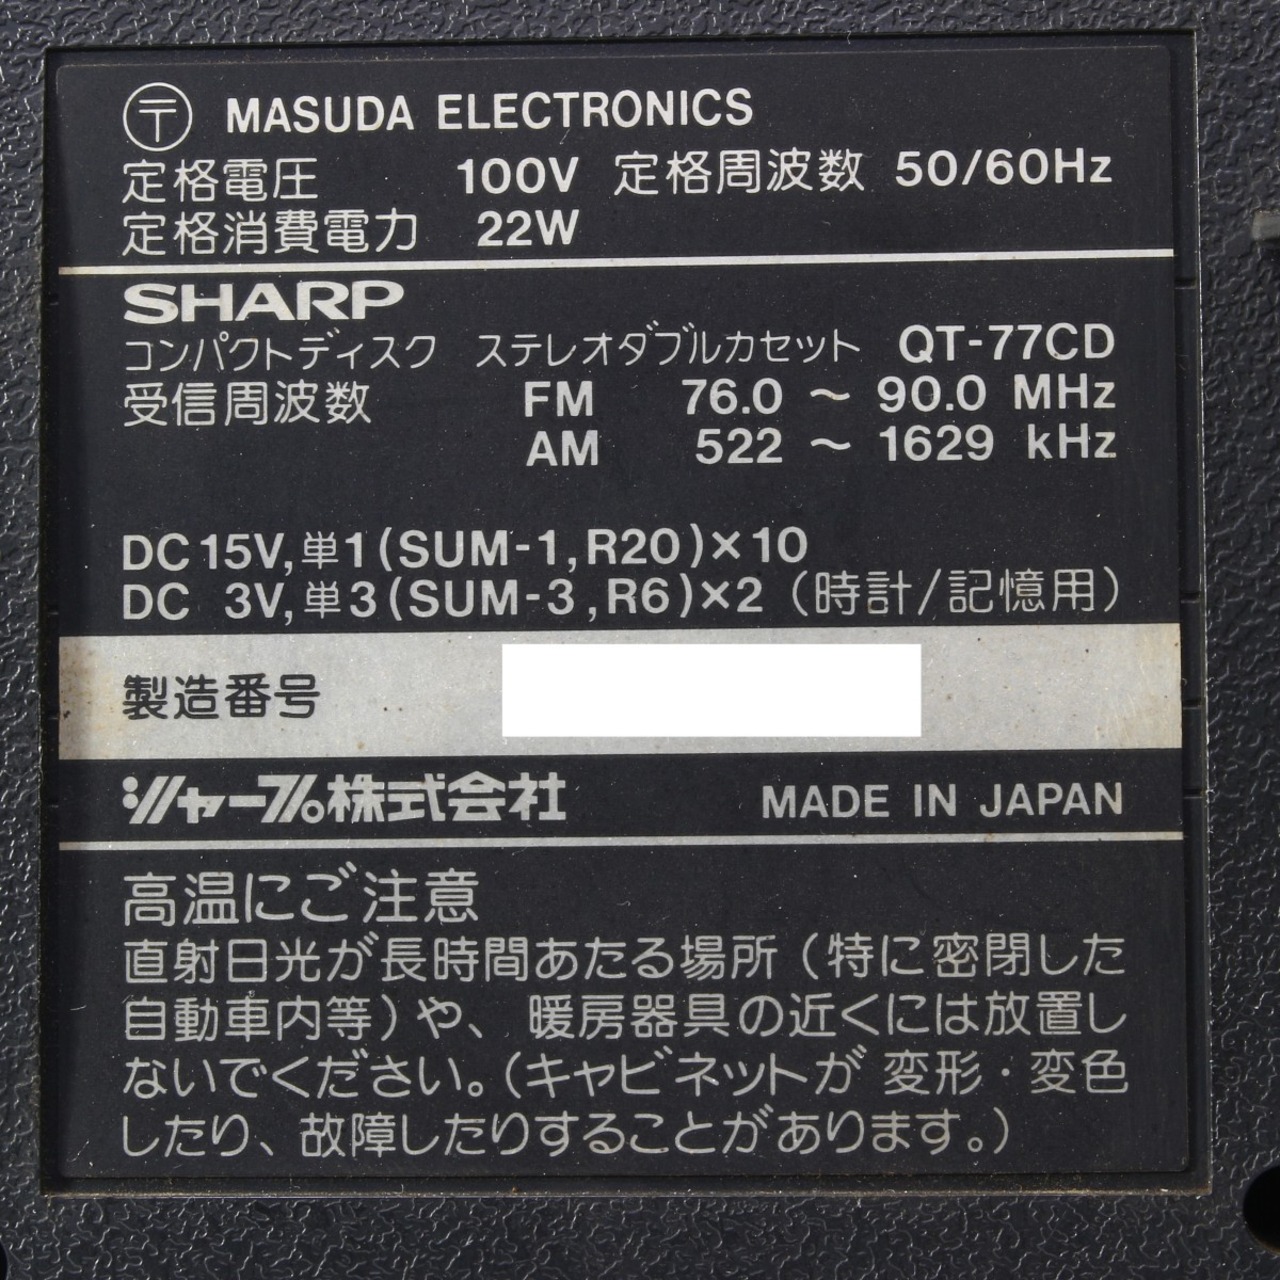 〒 MASUDA ELECTRONICS
定格電圧 100V 定格周波数 50/60Hz
定格消費電力 22W
SHARP
コンパクトディスク ステレオダブルカセット QT-77CD
受信周波数 FM 76.0 ～ 90.0 MHz
AM 522 ～ 1629 kHz
DC 15V, 単1(SUM-1, R20)×10
DC 3V, 単3(SUM-3, R6)×2 (時計/記憶用)
製造番号
シャープ株式会社 MADE IN JAPAN
高温にご注意
直射日光が長時間あたる場所(特に密閉した
自動車内等)や、暖房器具の近くには放置し
ないでください。(キャビネットが変形・変色
したり、故障したりすることがあります。)